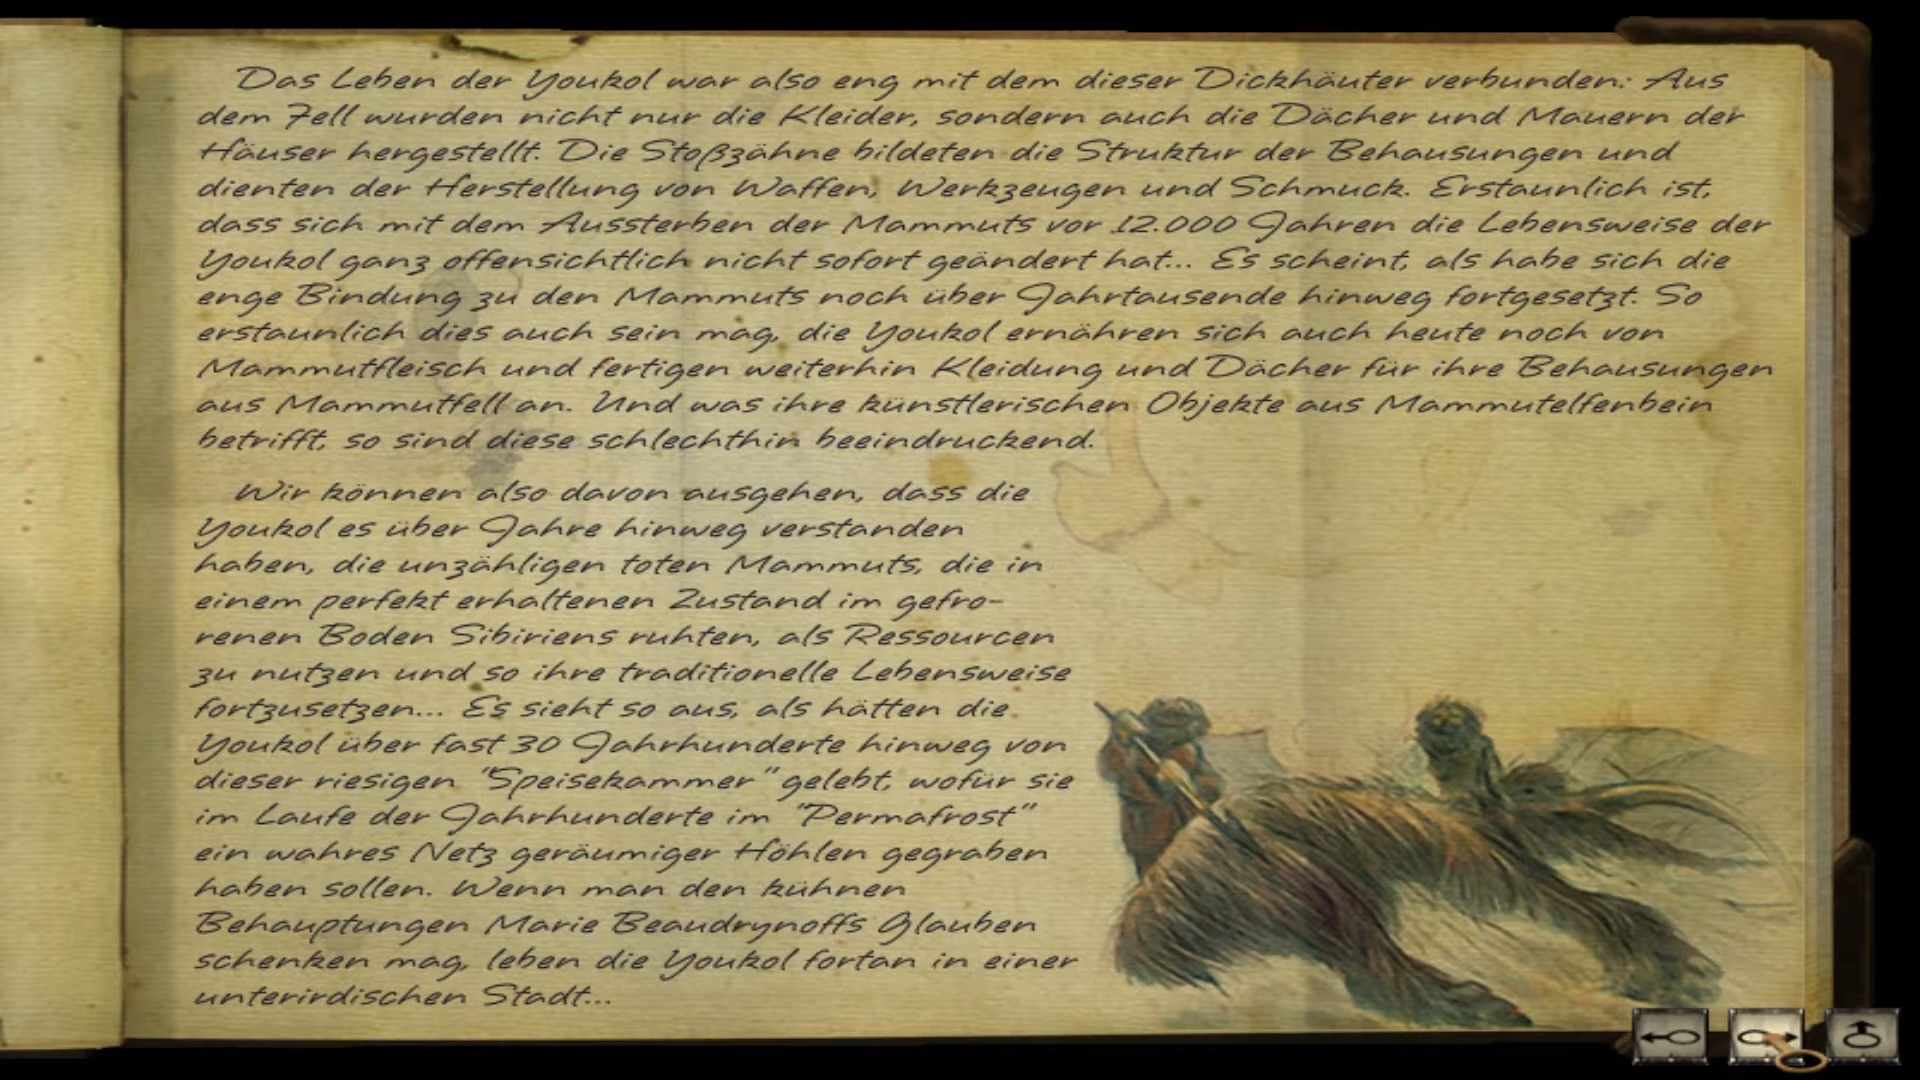 Das Leben der Youkol war also eng mit dem dieser Dickhäuter verbunden: Aus
dem Fell wurden nicht nur die Kleider, sondern auch die Dächer und Mauern der
Häuser hergestellt. Die Stoßzähne bildeten die Struktur der Behausungen und
dienten der Herstellung von Waffen, Werkzeugen und Schmuck. Erstaunlich ist,
dass sich mit dem Aussterben der Mammuts vor 12.000 Jahren die Lebensweise der
Youkol ganz offensichtlich nicht sofort geändert hat... Es scheint, als habe sich die
enge Bindung zu den Mammuts noch über Jahrtausende hinweg fortgesetzt. So
erstaunlich dies auch sein mag, die Youkol ernähren sich auch heute noch von
Mammutfleisch und fertigen weiterhin Kleidung und Dächer für ihre Behausungen
aus Mammutfell an. Und was ihre künstlerischen Objekte aus Mammutelfenbein
betrifft, so sind diese schlechthin beeindruckend.
Wir können also davon ausgehen, dass die
Youkol es über Jahre hinweg verstanden
haben, die unzähligen toten Mammuts, die in
einem perfekt erhaltenen Zustand im gefro-
renen Boden Sibiriens ruhten, als Ressourcen
zu nutzen und so ihre traditionelle Lebensweise
fortzusetzen... Es sieht so aus, als hätten die
Youkol über fast 30 Jahrhunderte hinweg von
dieser riesigen "Speisekammer" gelebt, wofür sie
im Laufe der Jahrhunderte im "Permafrost"
ein wahres Netz geräumiger Höhlen gegraben
haben sollen. Wenn man den kühnen
Behauptungen Marie Beaudrynoffs Glauben
schenken mag, leben die Youkol fortan in einer
unterirdischen Stadt...